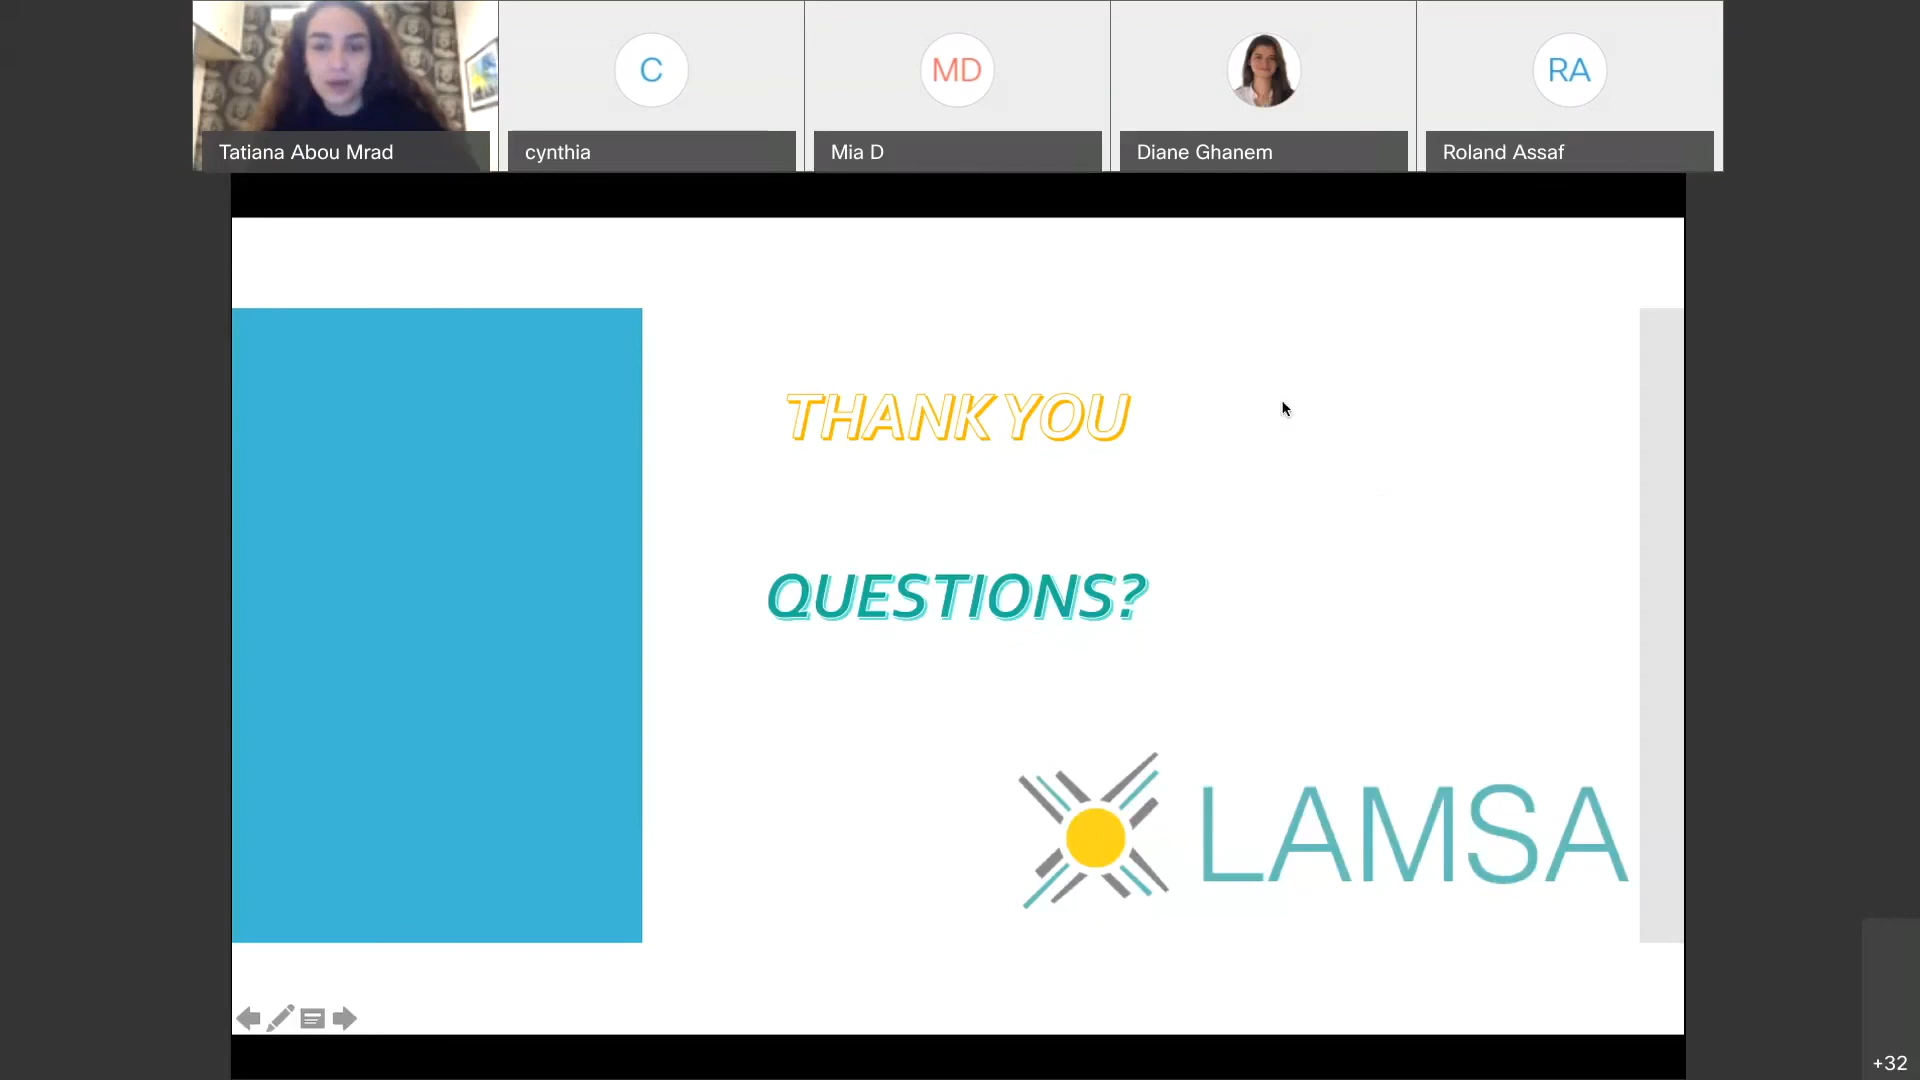 C
MD
RA
Tatiana Abou Mrad
cynthia
Mia D
Diane Ghanem
Roland Assaf
THANK YOU
QUESTIONS?
LAMSA
+32